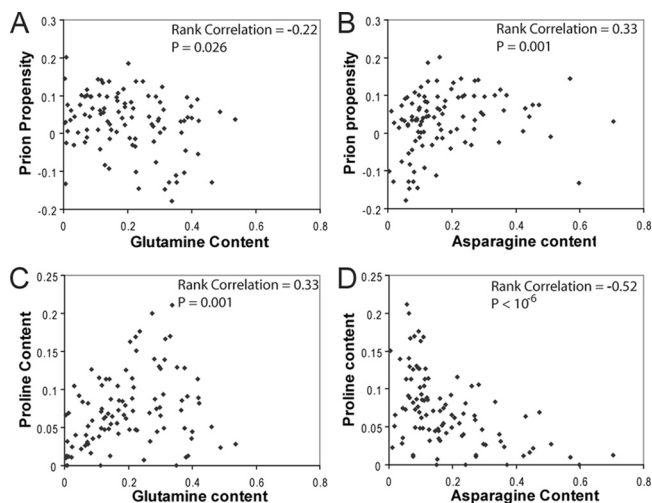 A
Rank Correlation = -0.22
P = 0.026
Prion Propensity
0.3
0.2
0.1
0
-0.1
-0.2
0 0.2 0.4 0.6 0.8
Glutamine Content
B
Rank Correlation = 0.33
P = 0.001
Prion propensity
0.3
0.2
0.1
0
-0.1
-0.2
0 0.2 0.4 0.6 0.8
Asparagine content
C
Rank Correlation = 0.33
P = 0.001
Proline Content
0.25
0.2
0.15
0.1
0.05
0
0 0.2 0.4 0.6 0.8
Glutamine content
D
Rank Correlation = -0.52
P < 10⁻⁶
Proline content
0.25
0.2
0.15
0.1
0.05
0
0 0.2 0.4 0.6 0.8
Asparagine Content